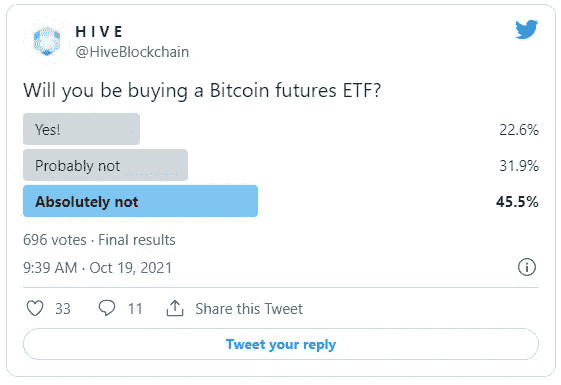 H I V E
@HiveBlockchain
Will you be buying a Bitcoin futures ETF?
Yes! 22.6%
Probably not 31.9%
Absolutely not 45.5%
696 votes · Final results
9:39 AM · Oct 19, 2021
33 11 Share this Tweet
Tweet your reply